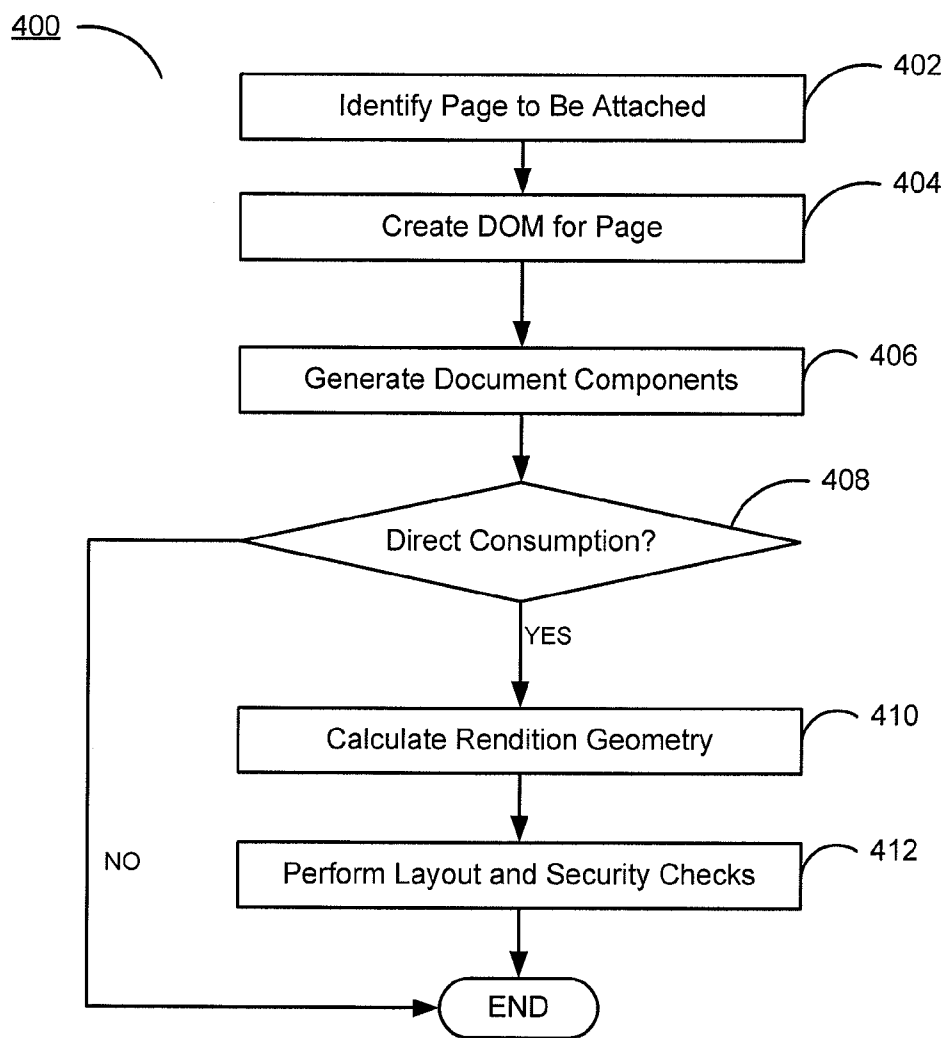 400
402
Identify Page to Be Attached
404
Create DOM for Page
406
Generate Document Components
408
Direct Consumption?
YES
410
Calculate Rendition Geometry
NO
412
Perform Layout and Security Checks
END